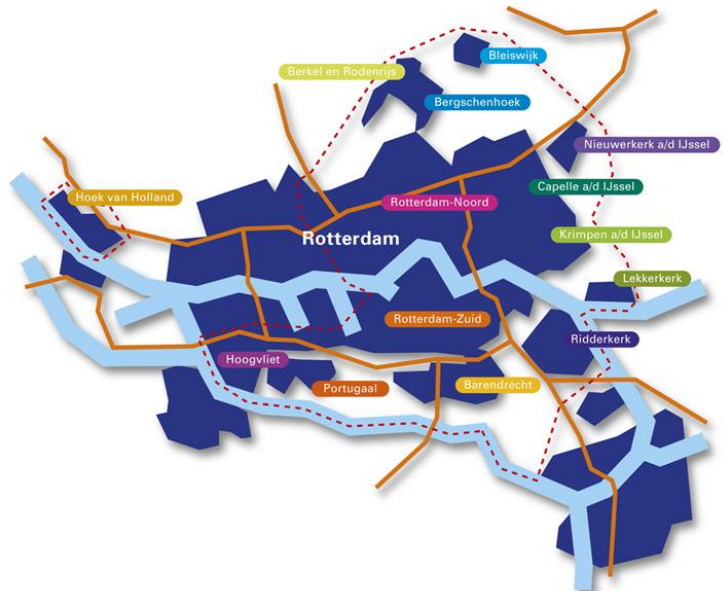 Bleiswijk
Berkel en Rodenrijs
Bergschenhoek
Nieuwerkerk a/d IJssel
Capelle a/d IJssel
Hoek van Holland
Rotterdam-Noord
Krimpen a/d IJssel
Rotterdam
Lekkerkerk
Rotterdam-Zuid
Ridderkerk
Hoogvliet
Portugaal
Barendrecht